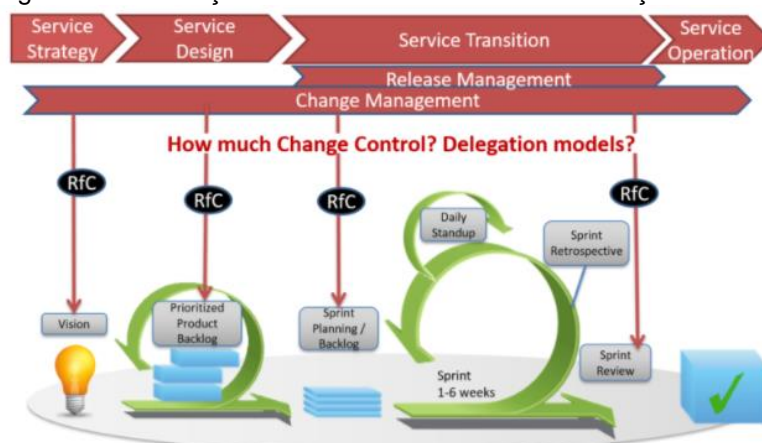 Service
Strategy
Service
Design
Service Transition
Service
Operation
Release Management
Change Management
How much Change Control? Delegation models?
RfC
RfC
RfC
RfC
Daily
Standup
Sprint
Retrospective
Vision
Prioritized
Product
Backlog
Sprint
Planning /
Backlog
Sprint
1-6 weeks
Sprint
Review